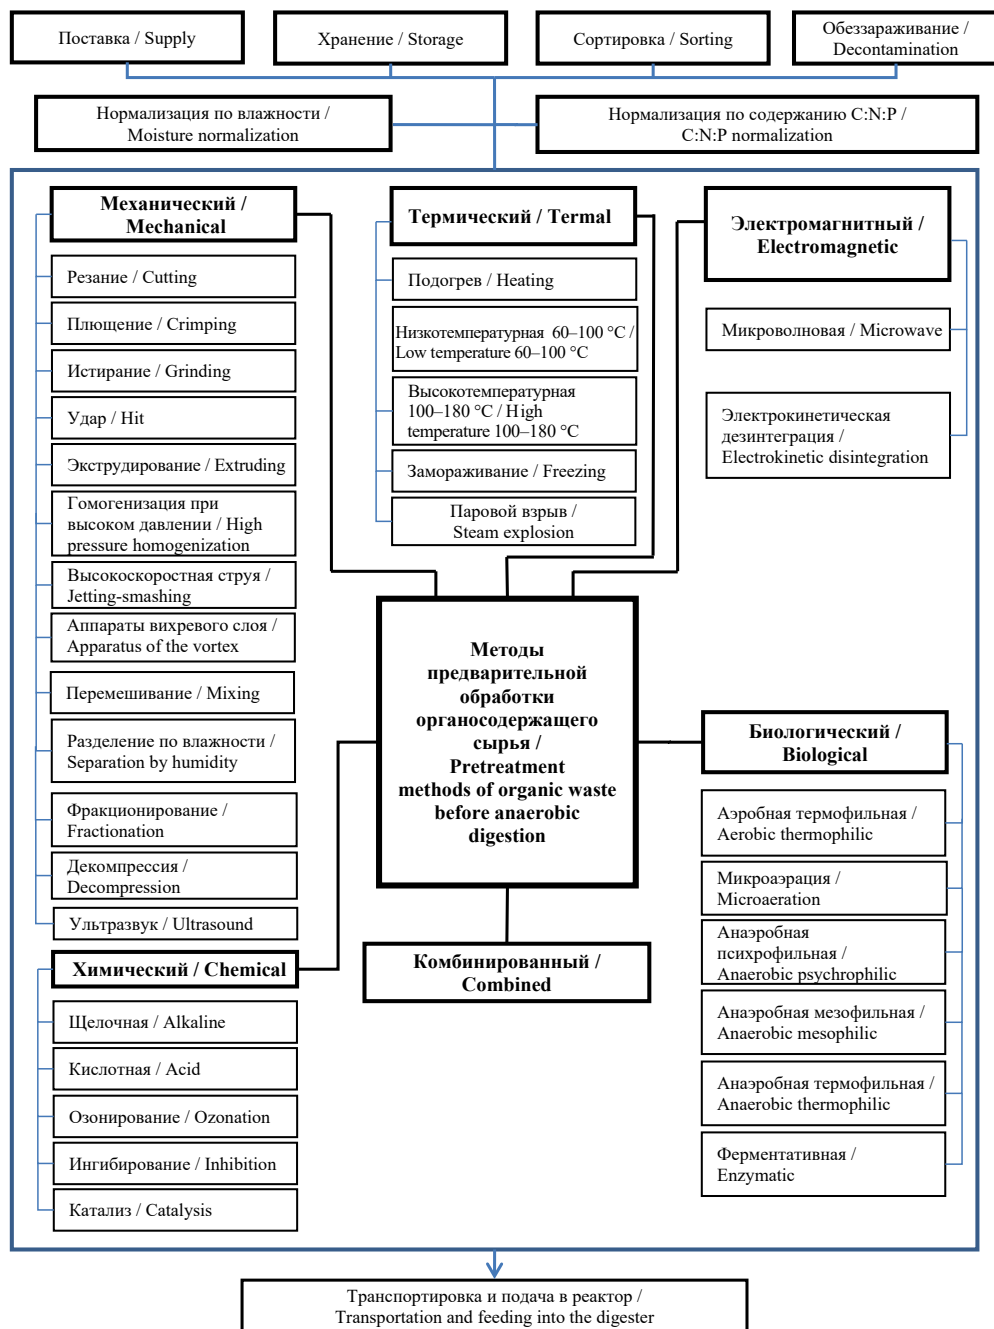 Поставка / Supply
Хранение / Storage
Сортировка / Sorting
Обеззараживание /
Decontamination
Нормализация по влажности /
Moisture normalization
Нормализация по содержанию C:N:P /
C:N:P normalization
Механический /
Mechanical
Резание / Cutting
Плющение / Crimping
Истирание / Grinding
Удар / Hit
Экструдирование / Extruding
Гомогенизация при
высоком давлении / High
pressure homogenization
Высокоскоростная струя /
Jetting-smashing
Аппараты вихревого слоя /
Apparatus of the vortex
Перемешивание / Mixing
Разделение по влажности /
Separation by humidity
Фракционирование /
Fractionation
Декомпрессия /
Decompression
Ультразвук / Ultrasound
Химический / Chemical
Щелочная / Alkaline
Кислотная / Acid
Озонирование / Ozonation
Ингибирование / Inhibition
Катализ / Catalysis
Термический / Termal
Подогрев / Heating
Низкотемпературная 60–100 °C /
Low temperature 60–100 °C
Высокотемпературная
100–180 °C / High
temperature 100–180 °C
Замораживание / Freezing
Паровой взрыв /
Steam explosion
Методы
предварительной
обработки
органосодержащего
сырья /
Pretreatment
methods of organic waste
before anaerobic
digestion
Комбинированный /
Combined
Электромагнитный /
Electromagnetic
Микроволновая / Microwave
Электрокинетическая
дезинтеграция /
Electrokinetic disintegration
Биологический /
Biological
Аэробная термофильная /
Aerobic thermophilic
Микроаэрация /
Microaeration
Анаэробная
психрофильная /
Anaerobic psychrophilic
Анаэробная мезофильная /
Anaerobic mesophilic
Анаэробная термофильная /
Anaerobic thermophilic
Ферментативная /
Enzymatic
Транспортировка и подача в реактор /
Transportation and feeding into the digester